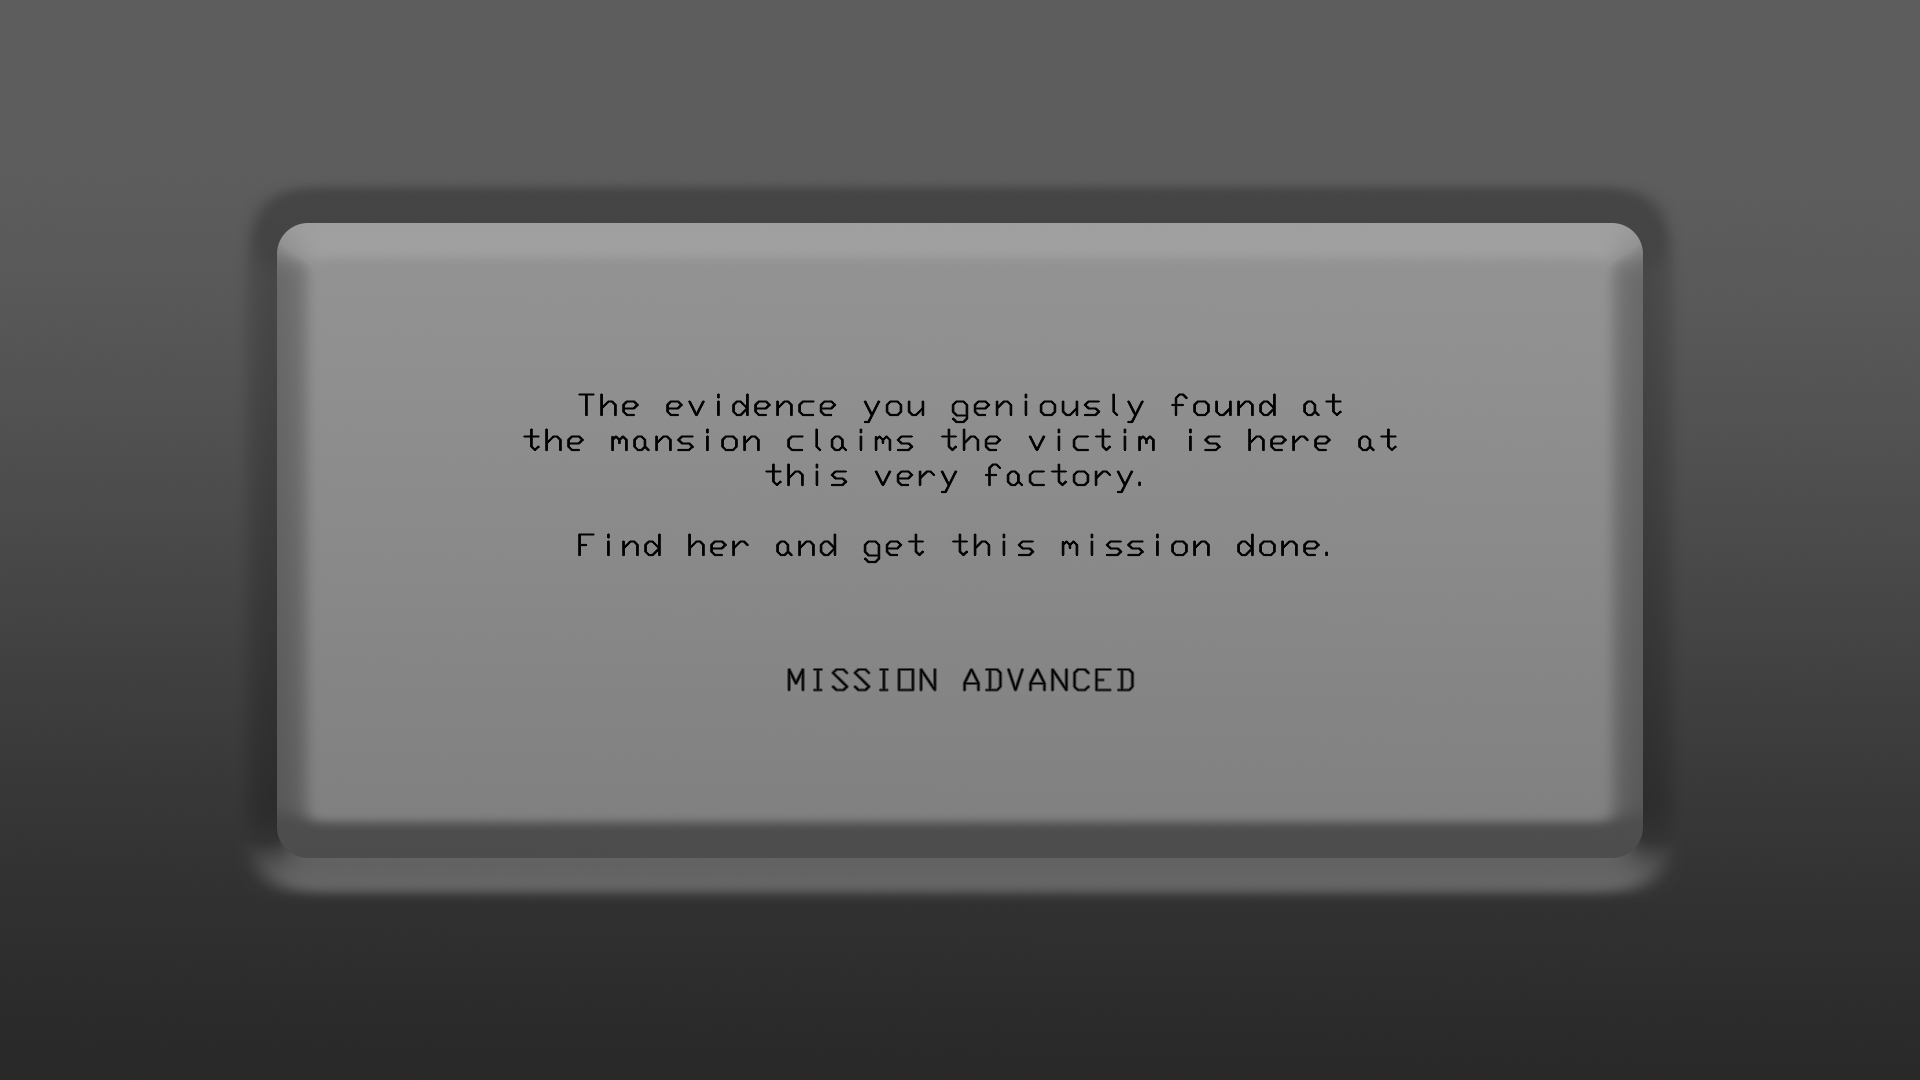 The evidence you geniously found at
the mansion claims the victim is here at
this very factory.
Find her and get this mission done.
MISSION ADVANCED